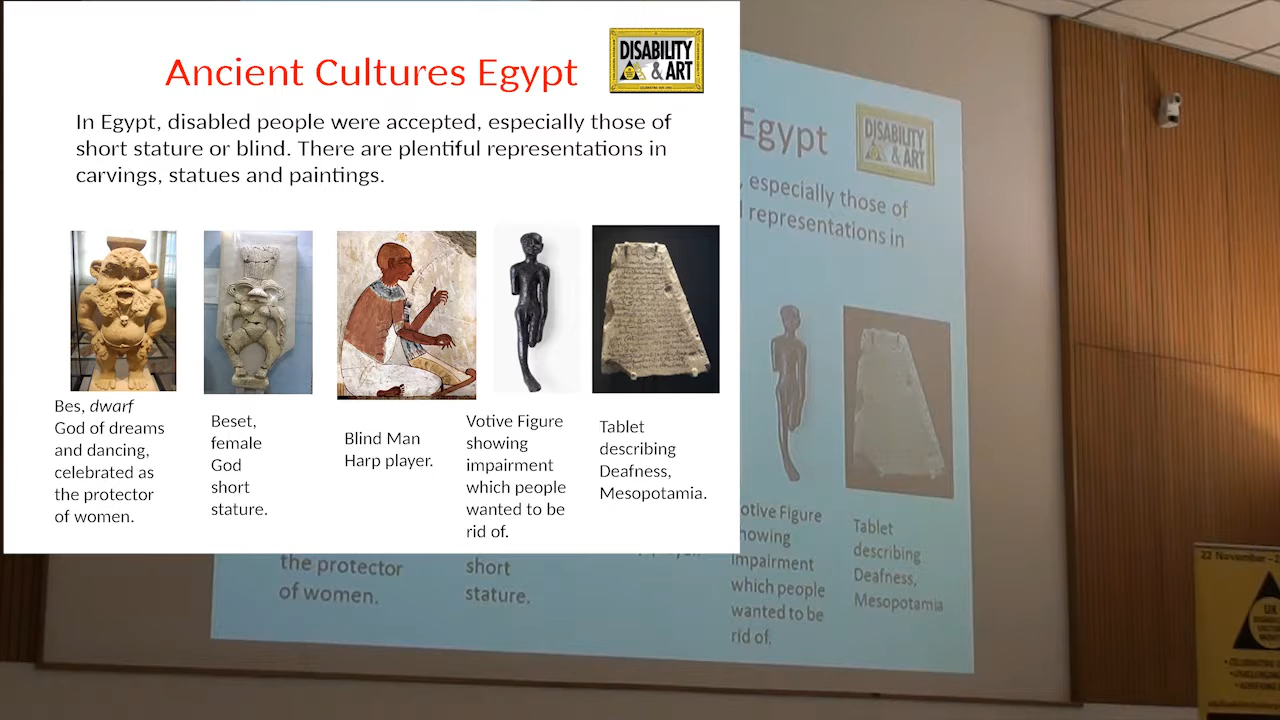 Ancient Cultures Egypt
DISABILITY
& ART
In Egypt, disabled people were accepted, especially those of
short stature or blind. There are plentiful representations in
carvings, statues and paintings.
Bes, dwarf
God of dreams
and dancing,
celebrated as
the protector
of women.
Beset,
female
God
short
stature.
Blind Man
Harp player.
Votive Figure
showing
impairment
which people
wanted to be
rid of.
Tablet
describing
Deafness,
Mesopotamia.
Egypt
DISABILITY
& ART
, especially those of
representations in
the protector
of women.
short
stature.
otive Figure
howing
impairment
which people
wanted to be
rid of.
Tablet
describing
Deafness,
Mesopotamia
22 November
UK